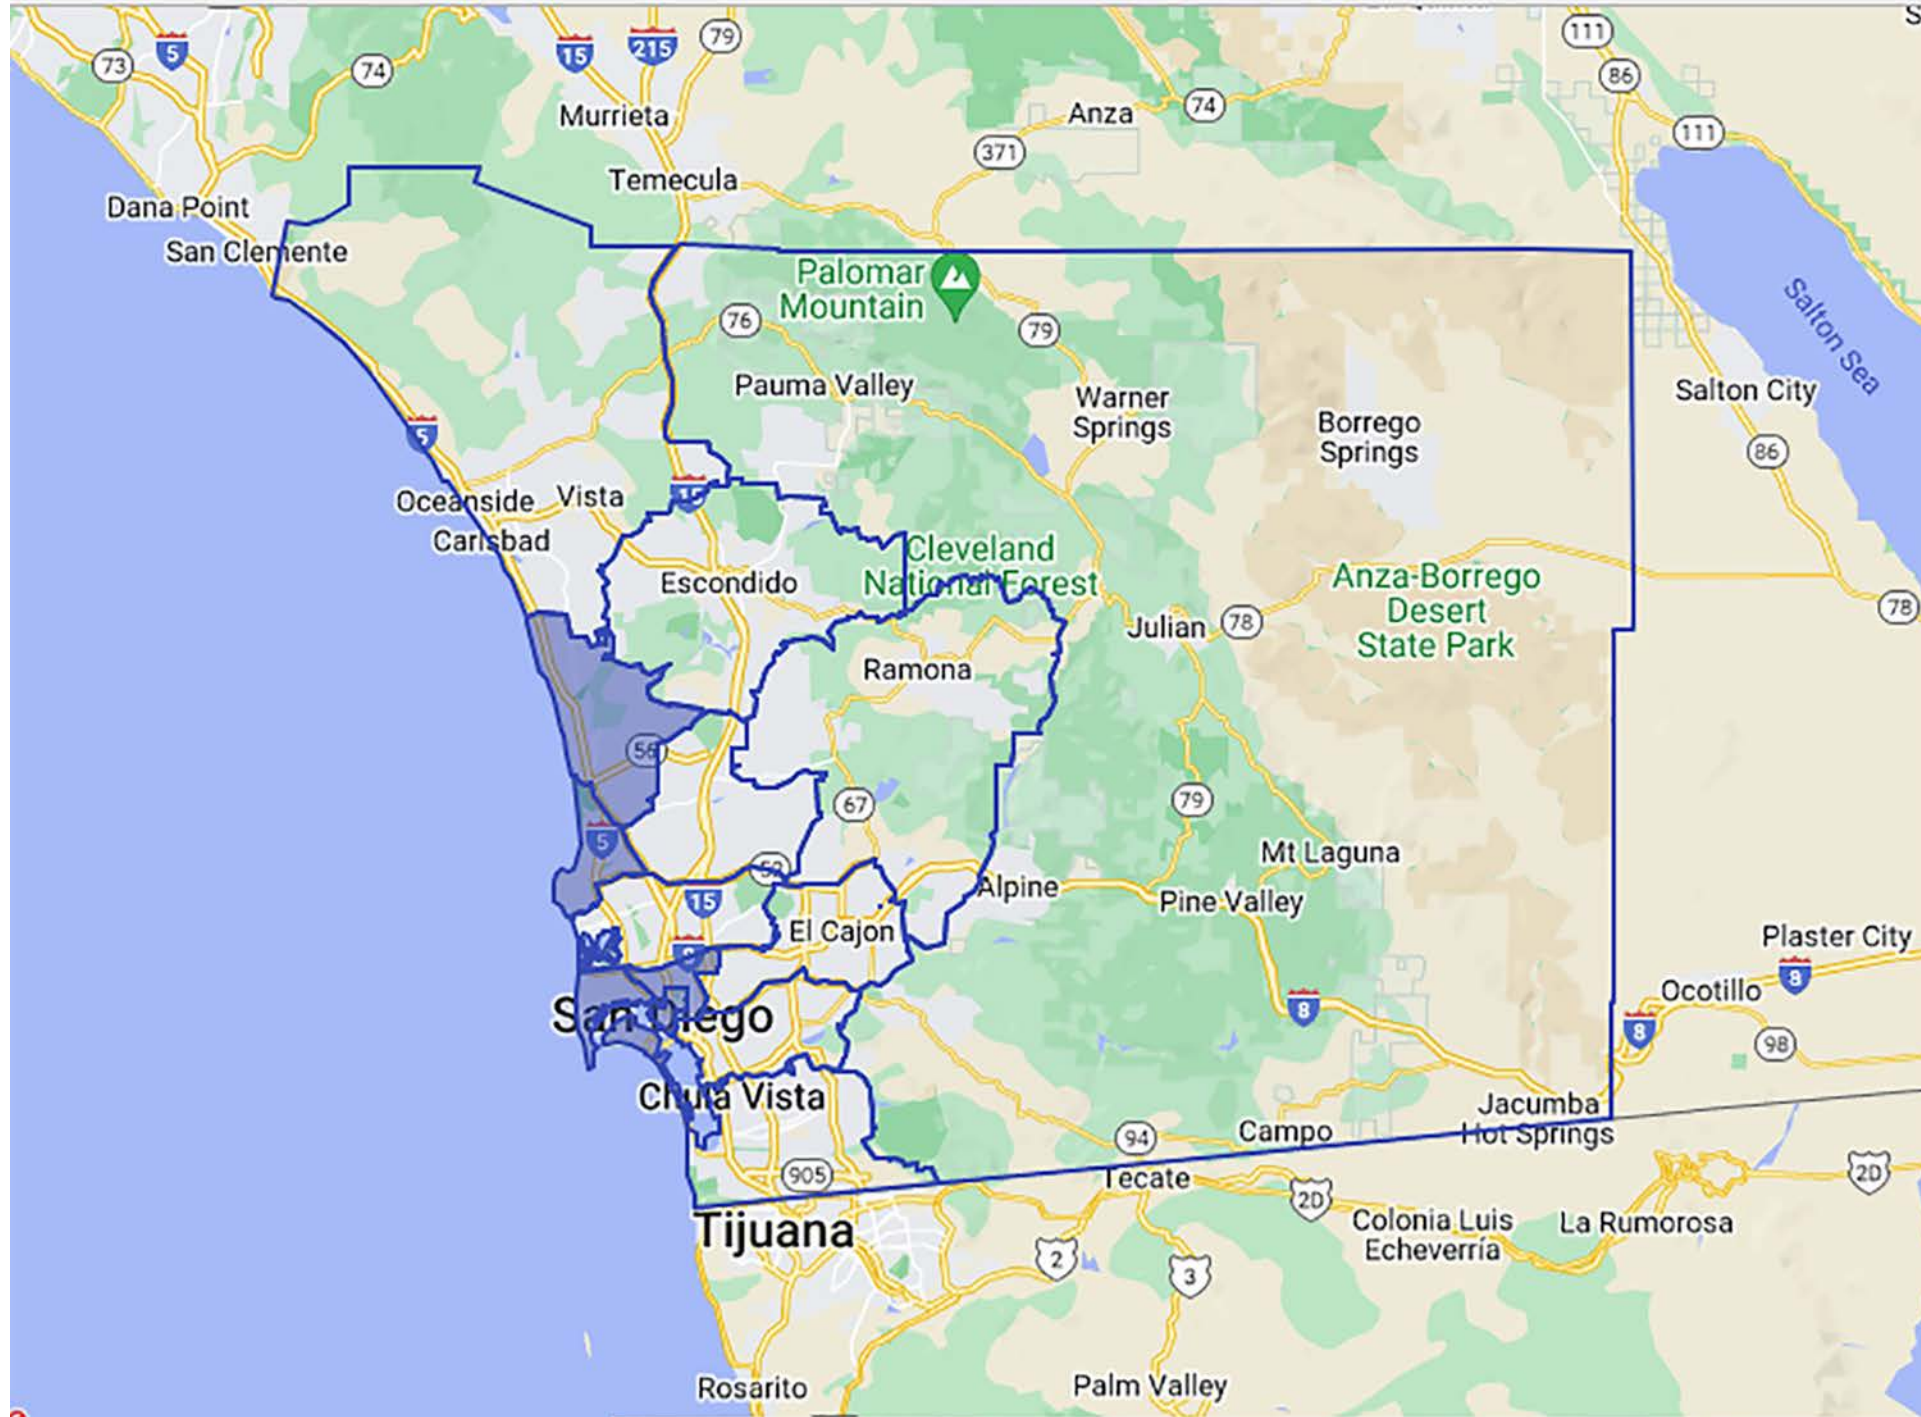 73
5
74
15
215
79
111
86
Anza
74
Murrieta
111
371
Temecula
Dana Point
San Clemente
Palomar
Mountain
Salton Sea
76
79
Pauma Valley
Warner
Springs
Salton City
Borrego
Springs
5
86
15
Oceanside
Vista
Carlsbad
Cleveland
National Forest
Escondido
Anza-Borrego
Desert
State Park
78
Julian
78
Ramona
56
67
79
5
Mt Laguna
52
Alpine
15
Pine Valley
El Cajon
Plaster City
8
8
Ocotillo
8
San Diego
8
98
Chula Vista
Jacumba
Hot Springs
94
Campo
905
Tecate
2D
2D
Tijuana
Colonia Luis
Echeverría
La Rumorosa
2
3
Rosarito
Palm Valley